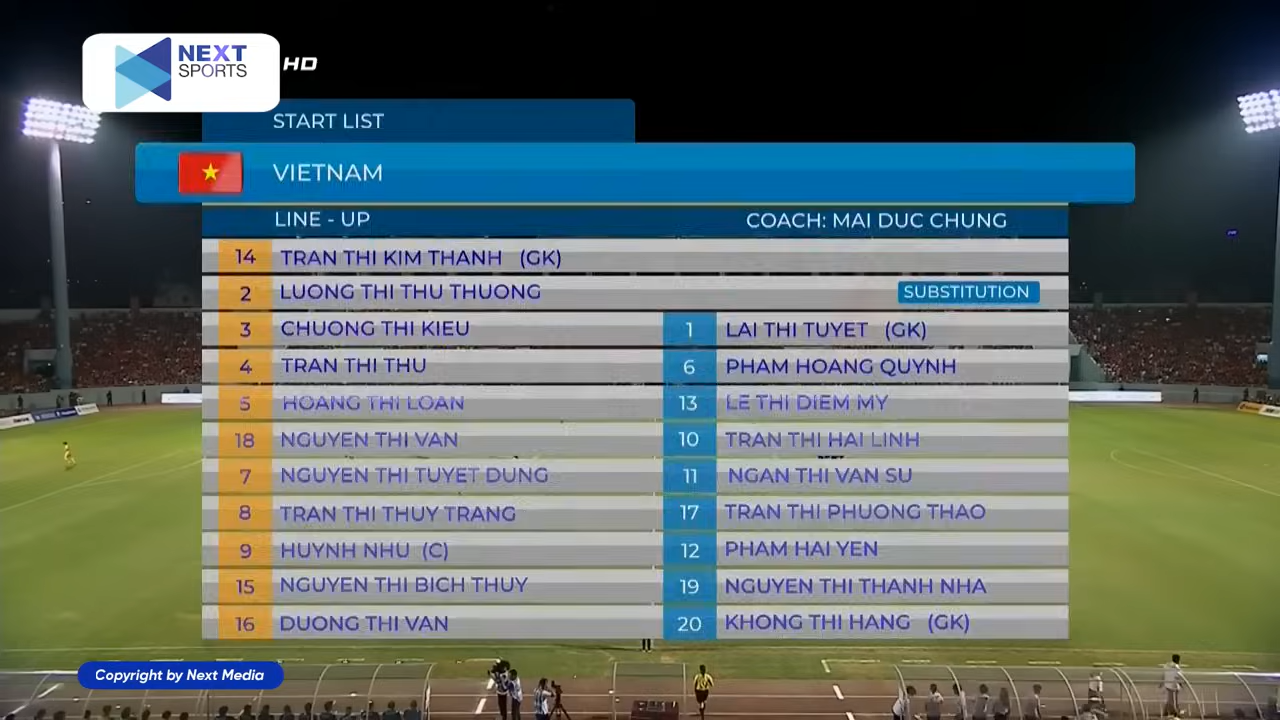 NEXT
SPORTS
HD
START LIST
VIETNAM
LINE - UP
COACH: MAI DUC CHUNG
14 TRAN THI KIM THANH (GK)
2 LUONG THI THU THUONG
3 CHUONG THI KIEU
4 TRAN THI THU
5 HOANG THI LOAN
18 NGUYEN THI VAN
7 NGUYEN THI TUYET DUNG
8 TRAN THI THUY TRANG
9 HUYNH NHU (C)
15 NGUYEN THI BICH THUY
16 DUONG THI VAN
SUBSTITUTION
1 LAI THI TUYET (GK)
6 PHAM HOANG QUYNH
13 LE THI DIEM MY
10 TRAN THI HAI LINH
11 NGAN THI VAN SU
17 TRAN THI PHUONG THAO
12 PHAM HAI YEN
19 NGUYEN THI THANH NHA
20 KHONG THI HANG (GK)
Copyright by Next Media